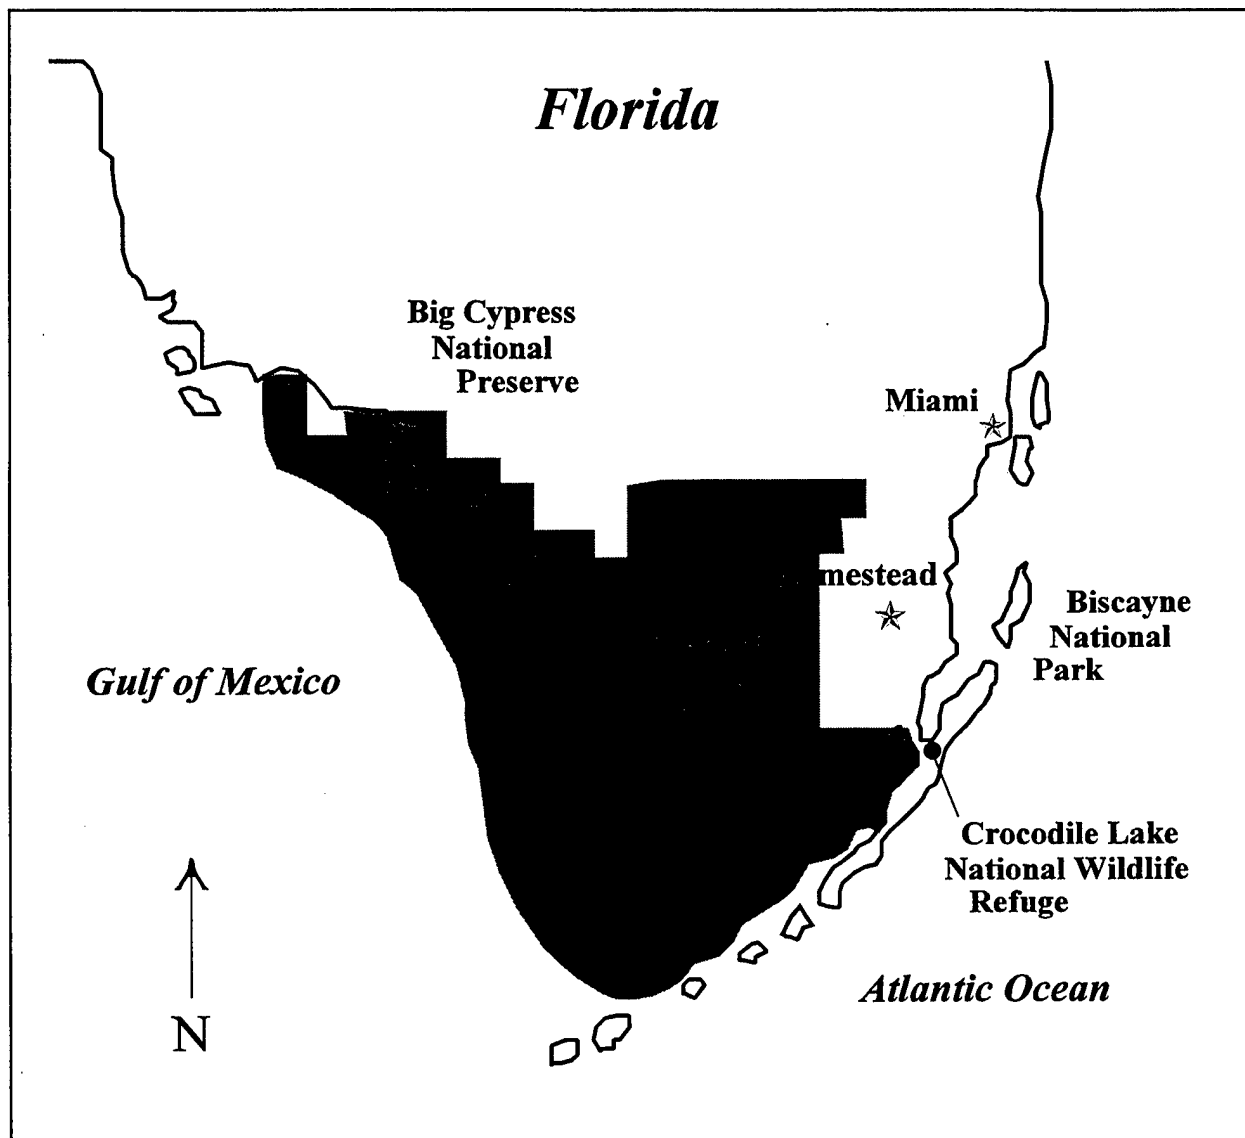 Florida
Big Cypress
National
Preserve
Miami
mestead
Biscayne
National
Park
Gulf of Mexico
Crocodile Lake
National Wildlife
Refuge
Atlantic Ocean
N